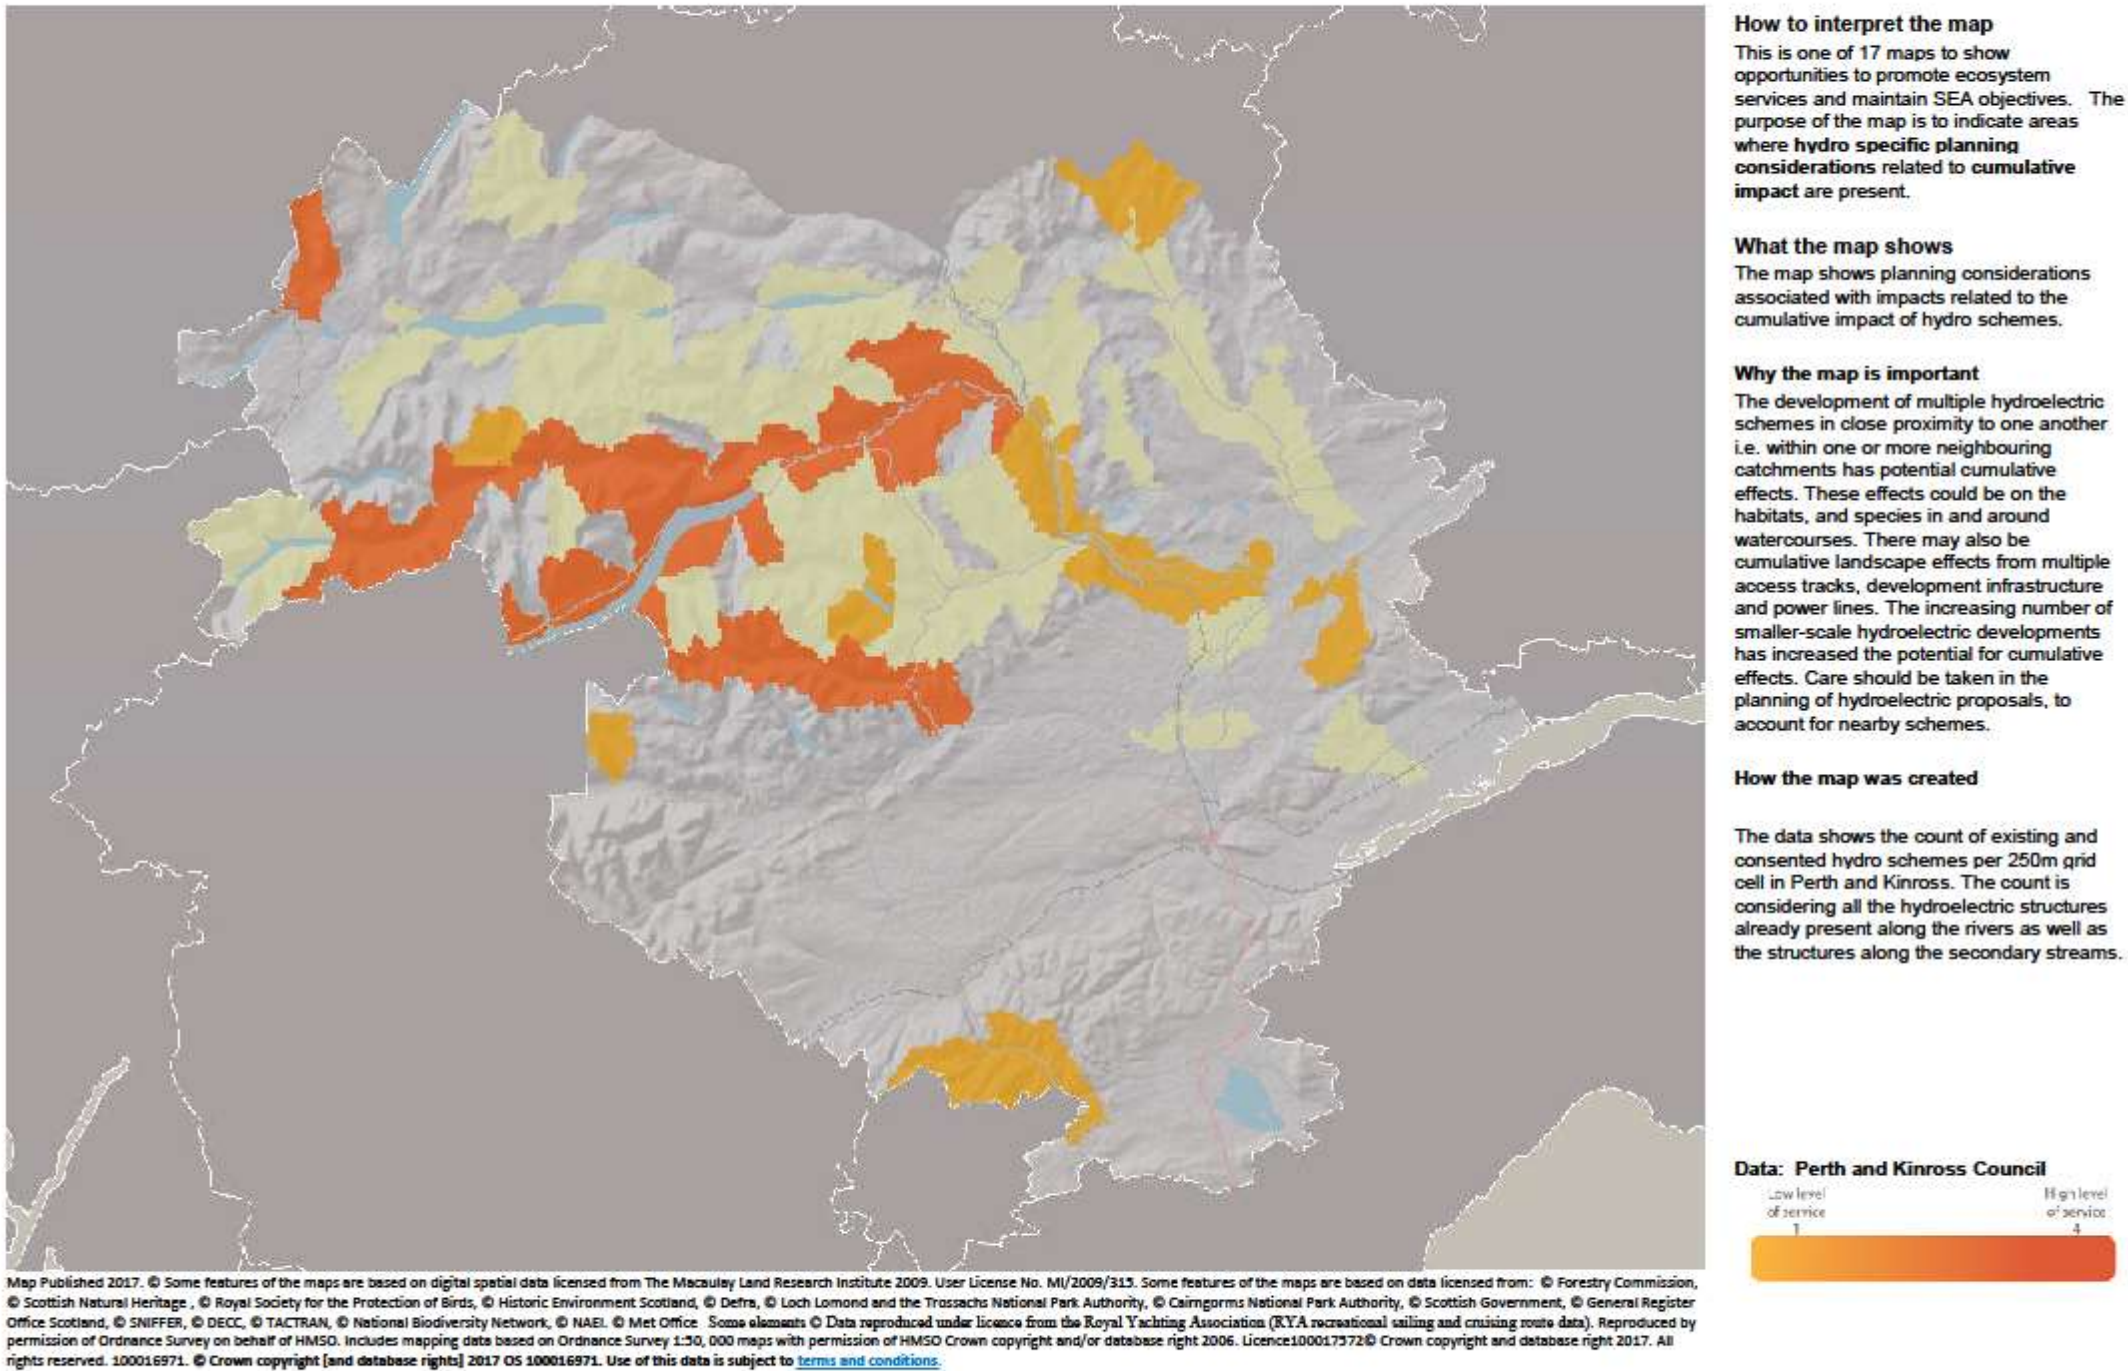 How to interpret the map
This is one of 17 maps to show
opportunities to promote ecosystem
services and maintain SEA objectives. The
purpose of the map is to indicate areas
where hydro specific planning
considerations related to cumulative
impact are present.
What the map shows
The map shows planning considerations
associated with impacts related to the
cumulative impact of hydro schemes.
Why the map is important
The development of multiple hydroelectric
schemes in close proximity to one another
i.e. within one or more neighbouring
catchments has potential cumulative
effects. These effects could be on the
habitats, and species in and around
watercourses. There may also be
cumulative landscape effects from multiple
access tracks, development infrastructure
and power lines. The increasing number of
smaller-scale hydroelectric developments
has increased the potential for cumulative
effects. Care should be taken in the
planning of hydroelectric proposals, to
account for nearby schemes.
How the map was created
The data shows the count of existing and
consented hydro schemes per 250m grid
cell in Perth and Kinross. The count is
considering all the hydroelectric structures
already present along the rivers as well as
the structures along the secondary streams.
Data: Perth and Kinross Council
Low level
of service
1
High level
of service
4
Map Published 2017. © Some features of the maps are based on digital spatial data licensed from The Macaulay Land Research Institute 2009. User License No. MI/2009/315. Some features of the maps are based on data licensed from: © Forestry Commission,
© Scottish Natural Heritage , © Royal Society for the Protection of Birds, © Historic Environment Scotland, © Defra, © Loch Lomond and the Trossachs National Park Authority, © Cairngorms National Park Authority, © Scottish Government, © General Register
Office Scotland, © SNIFFER, © DECC, © TACTRAN, © National Biodiversity Network, © NAEI. © Met Office Some elements © Data reproduced under licence from the Royal Yachting Association (RYA recreational sailing and cruising route data). Reproduced by
permission of Ordnance Survey on behalf of HMSO. Includes mapping data based on Ordnance Survey 1:50, 000 maps with permission of HMSO Crown copyright and/or database right 2006. Licence100017572© Crown copyright and database right 2017. All
rights reserved. 100016971. © Crown copyright [and database rights] 2017 OS 100016971. Use of this data is subject to terms and conditions.